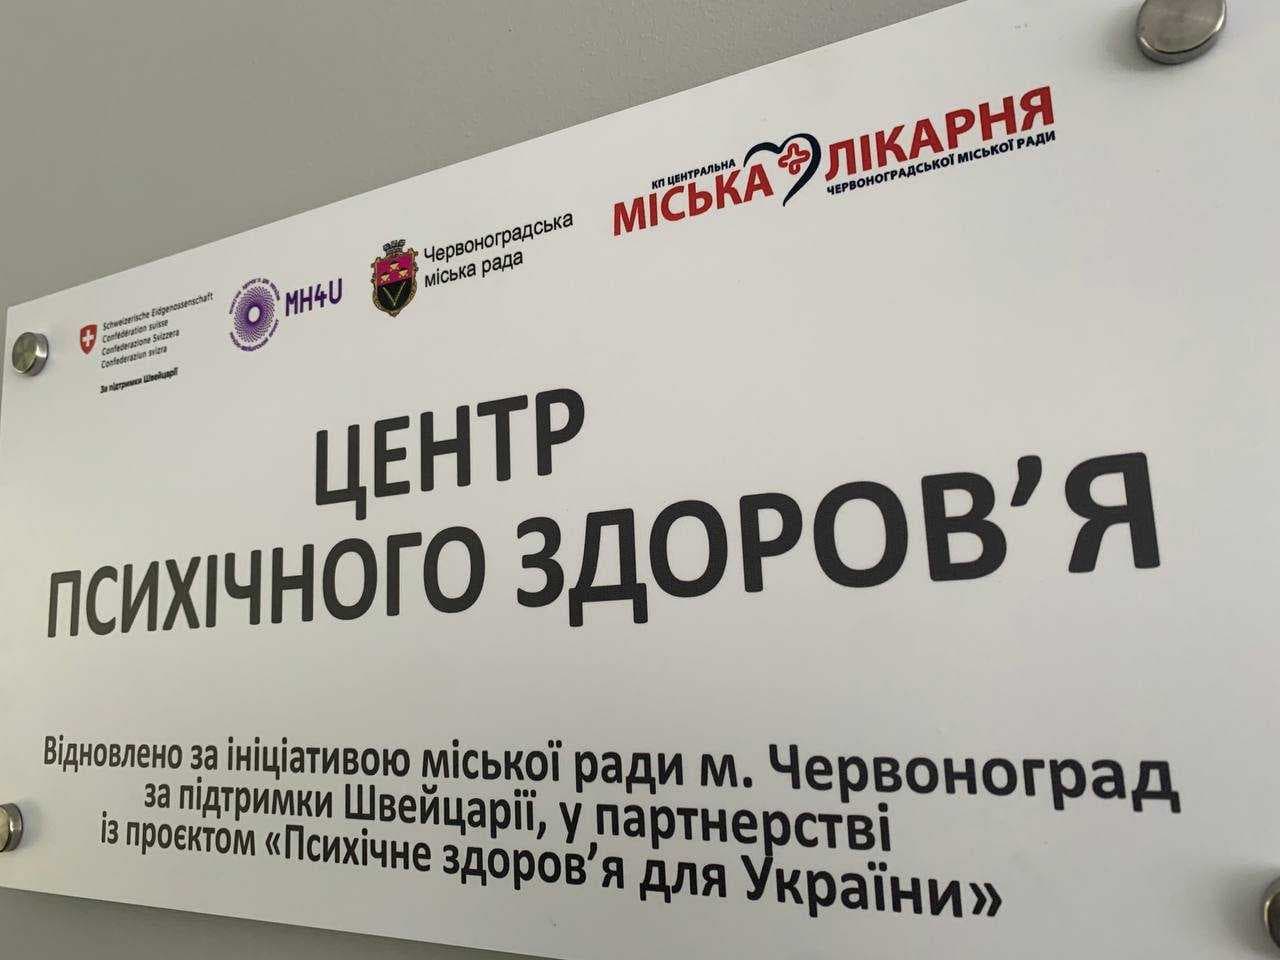 Schweizerische Eidgenossenschaft
Confédération suisse
Confederazione Svizzera
Confederaziun svizra
За підтримки Швейцарії
MH4U
Червоноградська
міська рада
КП ЦЕНТРАЛЬНА
МІСЬКА ЛІКАРНЯ
ЧЕРВОНОГРАДСЬКОЇ МІСЬКОЇ РАДИ
ЦЕНТР
ПСИХІЧНОГО ЗДОРОВ’Я
Відновлено за ініціативою міської ради м. Червоноград
за підтримки Швейцарії, у партнерстві
із проєктом «Психічне здоров’я для України»